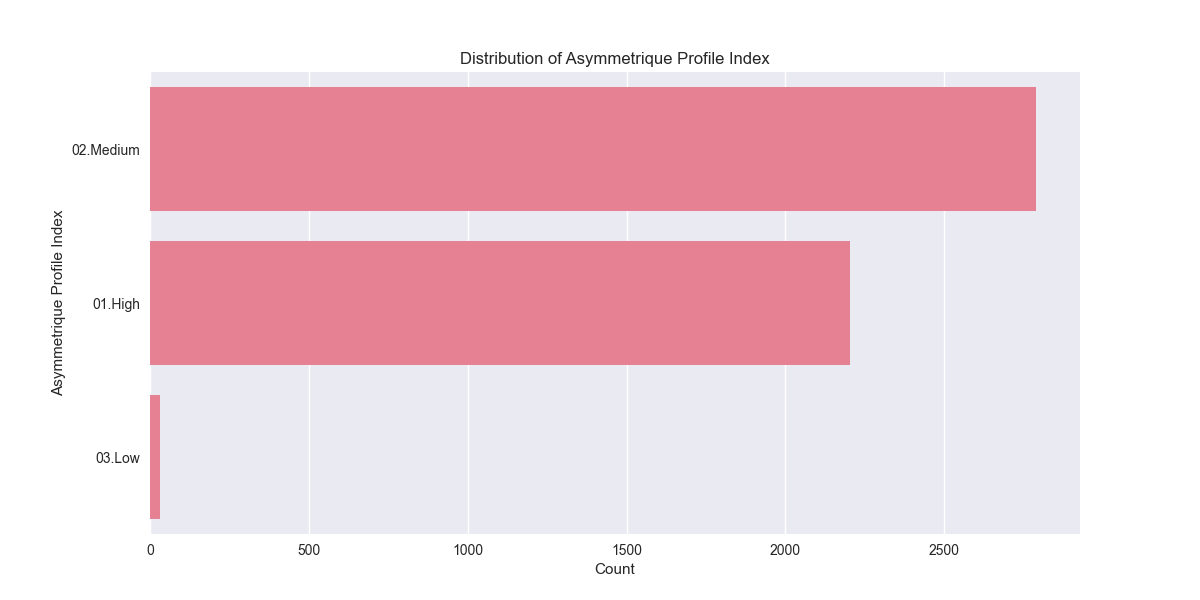 Distribution of Asymmetrique Profile Index
Asymmetrique Profile Index
02.Medium
01.High
03.Low
0 500 1000 1500 2000 2500
Count